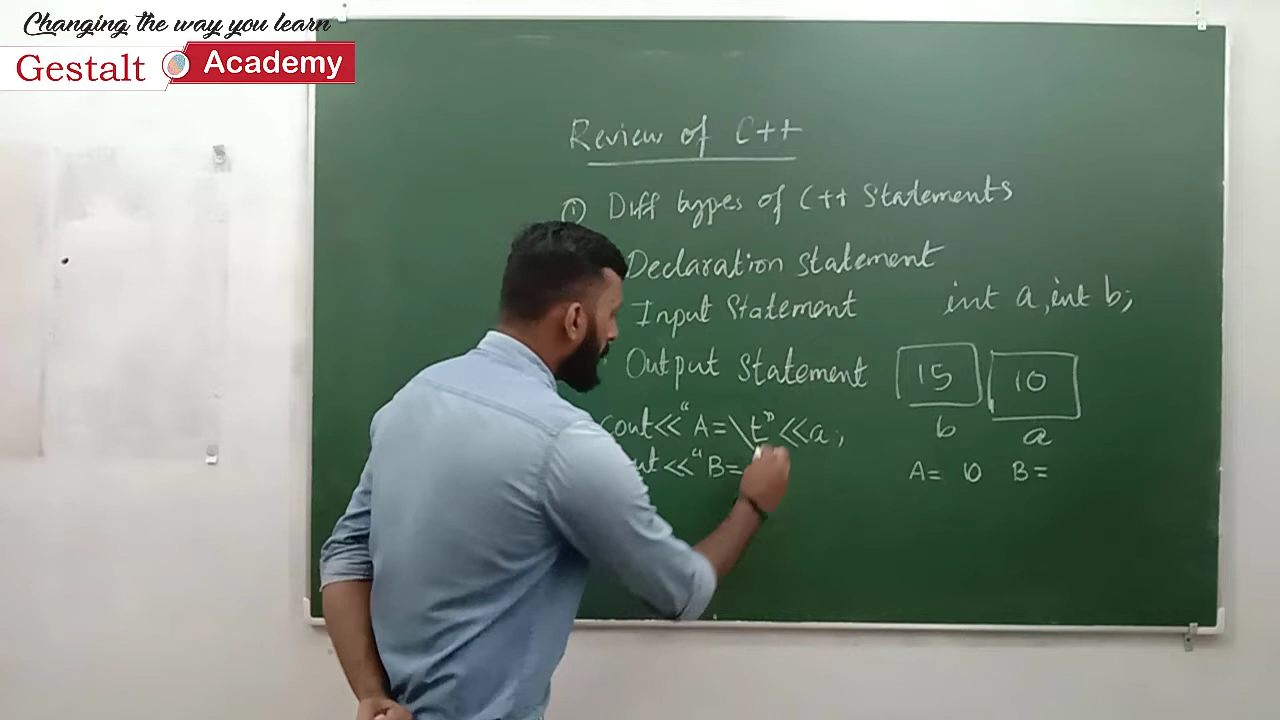 Changing the way you learn
Gestalt Academy
Review of C++
① Diff types of C++ Statements
Declaration statement
Input Statement
int a,int b;
Output Statement
15 10
b a
cout<<"A=\t"<<a;
<<"B=
A= 10 B=